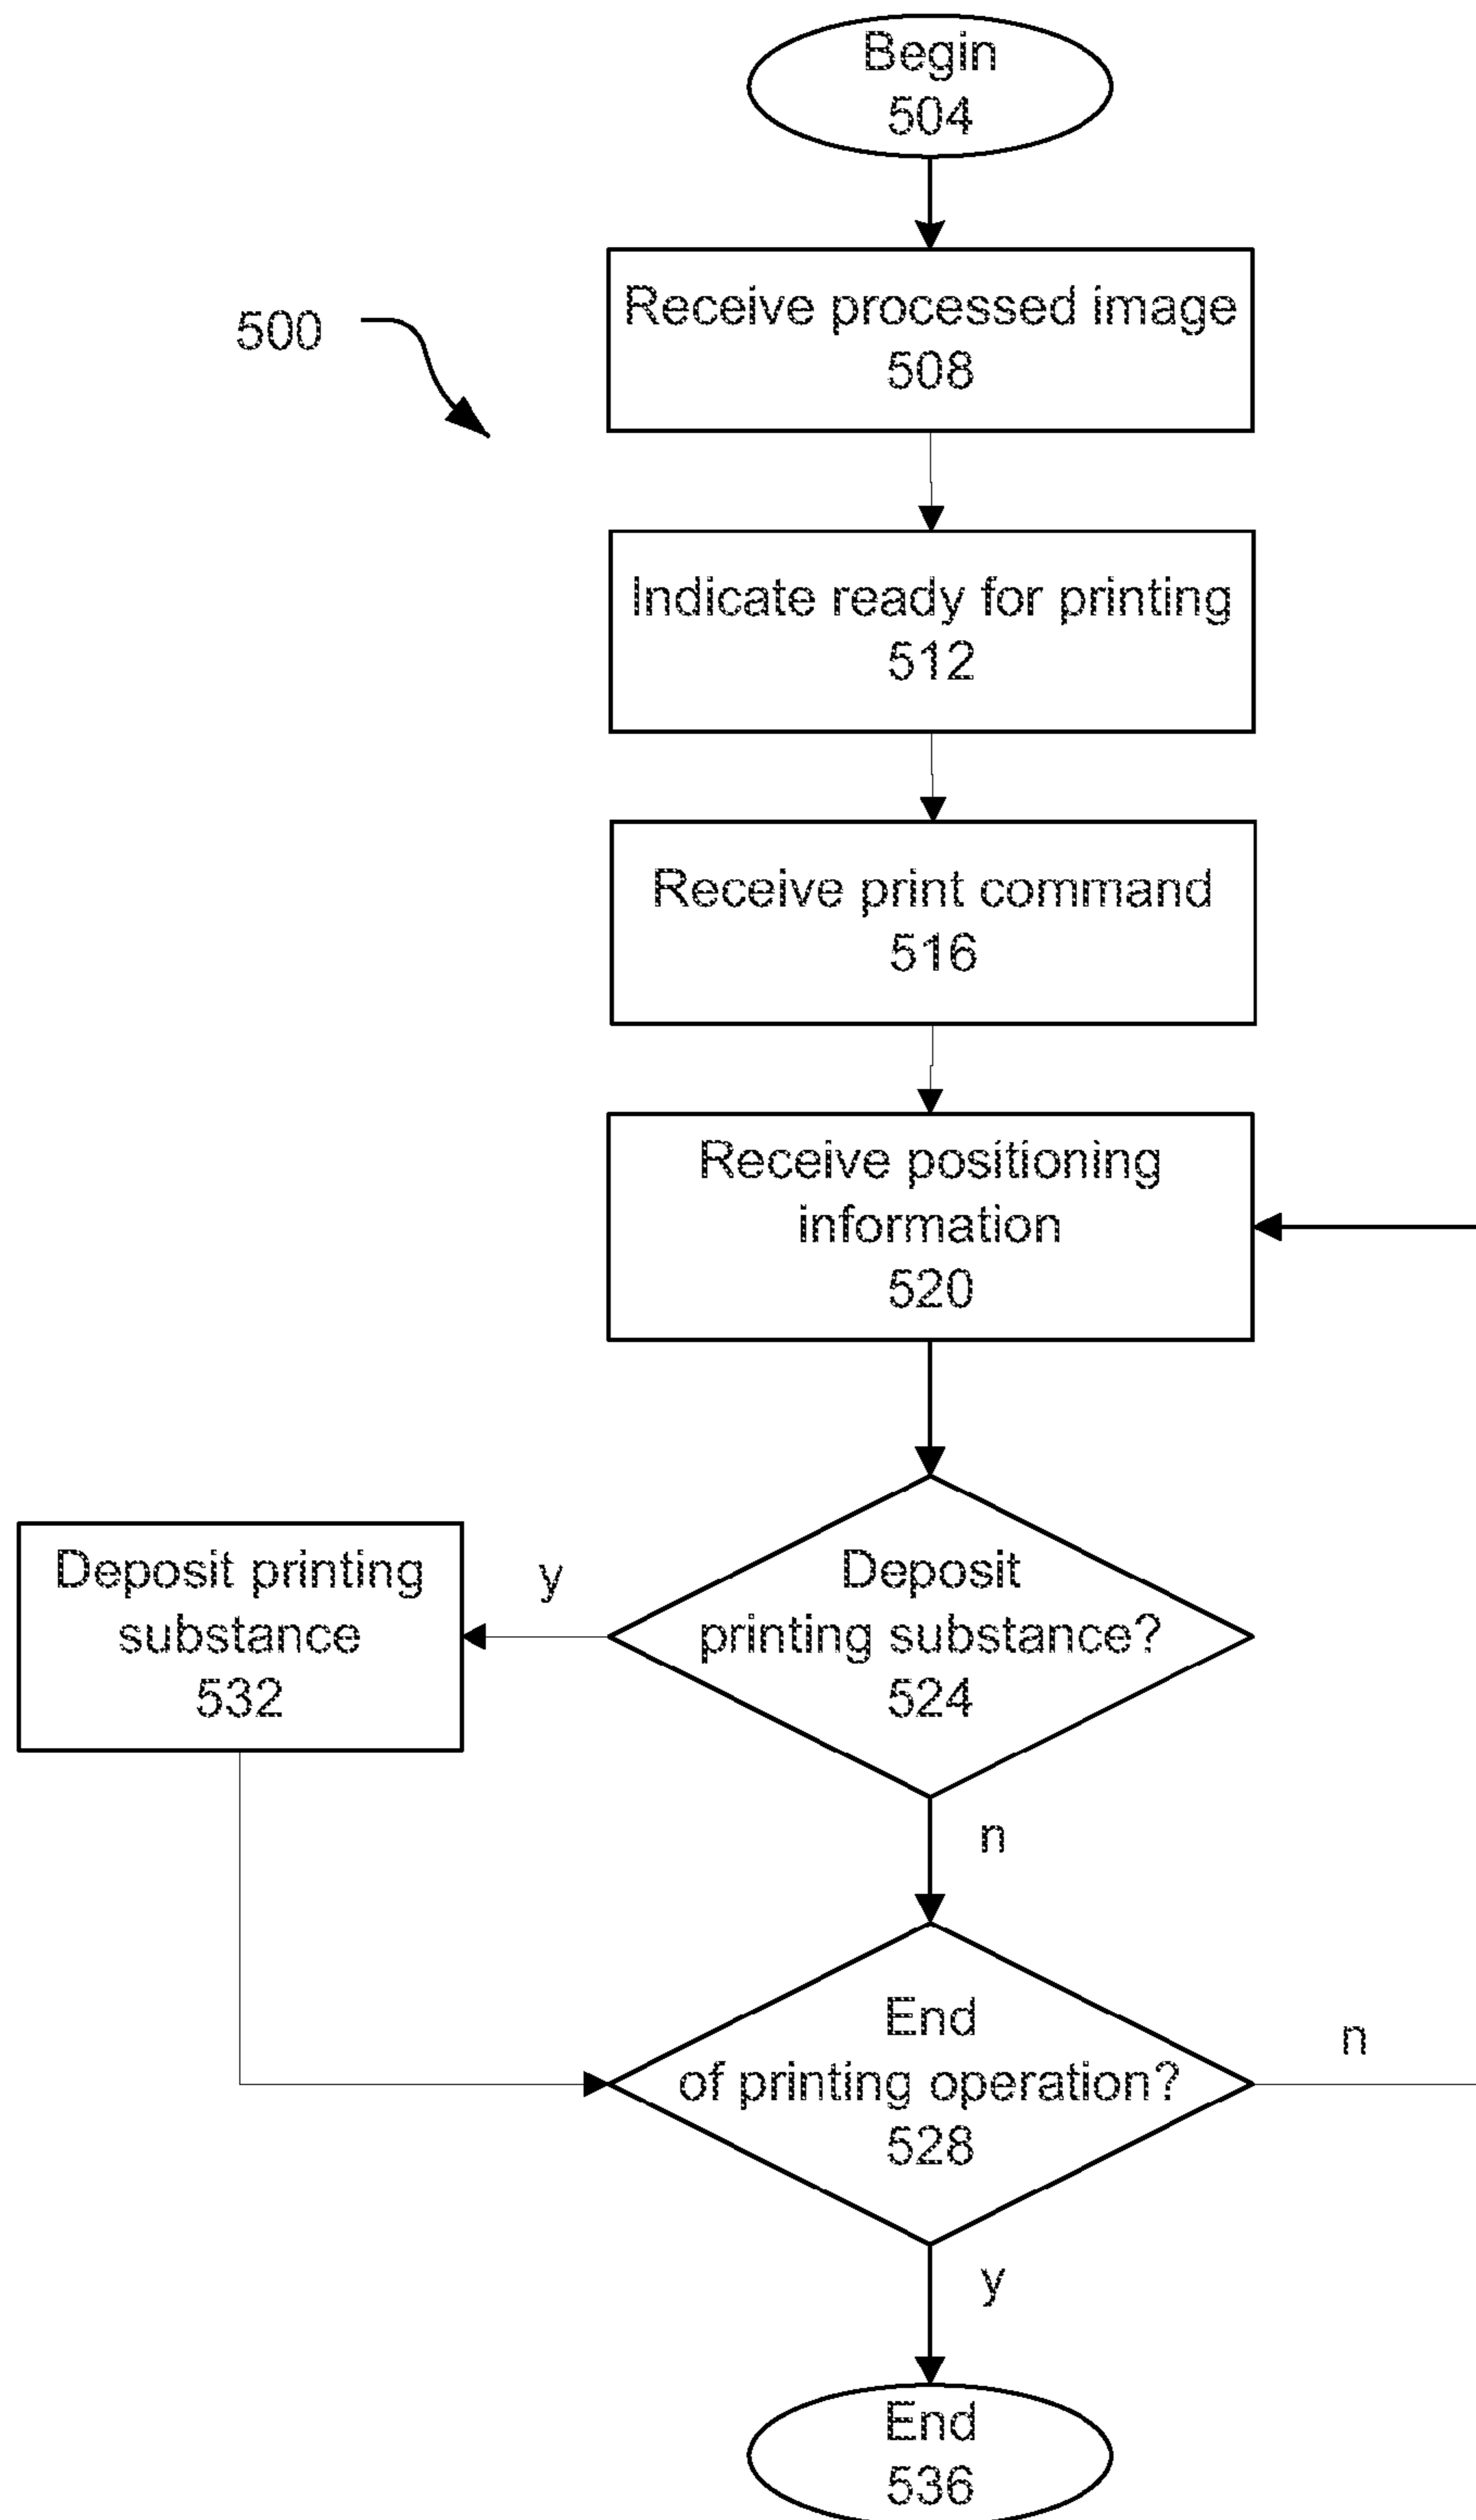 Begin
504
500
Receive processed image
508
Indicate ready for printing
512
Receive print command
516
Receive positioning
information
520
Deposit
printing substance?
524
y
Deposit printing
substance
532
n
End
of printing operation?
528
n
y
End
536